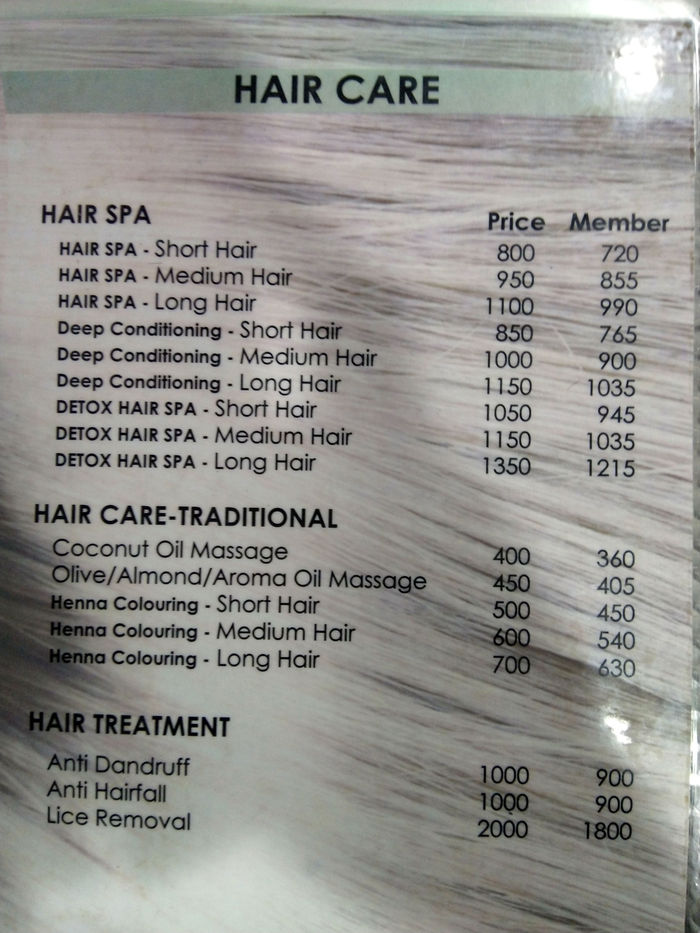 HAIR CARE
HAIR SPA Price Member
HAIR SPA - Short Hair 800 720
HAIR SPA - Medium Hair 950 855
HAIR SPA - Long Hair 1100 990
Deep Conditioning - Short Hair 850 765
Deep Conditioning - Medium Hair 1000 900
Deep Conditioning - Long Hair 1150 1035
DETOX HAIR SPA - Short Hair 1050 945
DETOX HAIR SPA - Medium Hair 1150 1035
DETOX HAIR SPA - Long Hair 1350 1215
HAIR CARE-TRADITIONAL
Coconut Oil Massage 400 360
Olive/Almond/Aroma Oil Massage 450 405
Henna Colouring - Short Hair 500 450
Henna Colouring - Medium Hair 600 540
Henna Colouring - Long Hair 700 630
HAIR TREATMENT
Anti Dandruff 1000 900
Anti Hairfall 1000 900
Lice Removal 2000 1800